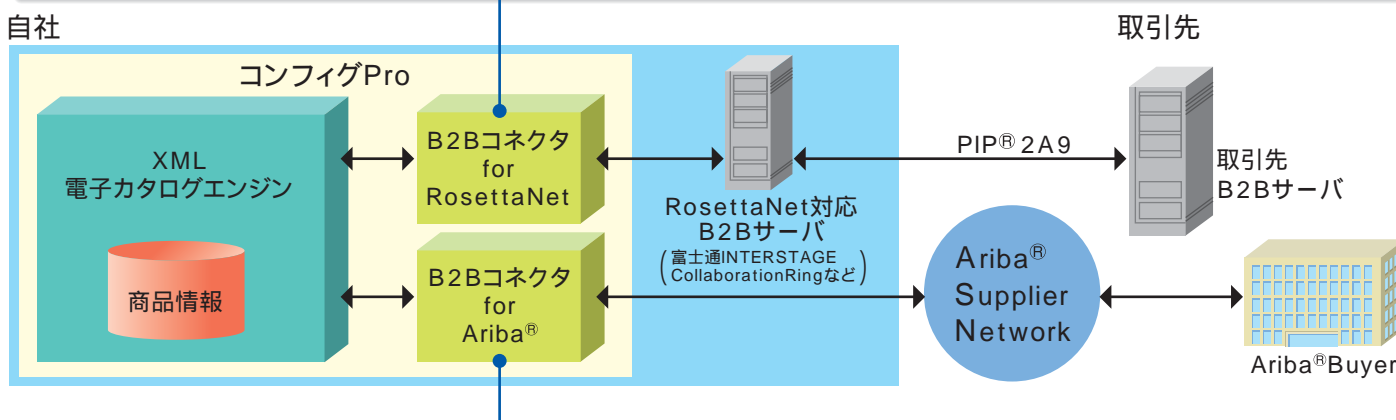 自社
取引先
コンフィグPro
XML
電子カタログエンジン
商品情報
B2Bコネクタ
for
RosettaNet
B2Bコネクタ
for
Ariba®
RosettaNet対応
B2Bサーバ
(富士通INTERSTAGE
CollaborationRingなど)
PIP® 2A9
取引先
B2Bサーバ
Ariba®
Supplier
Network
Ariba®Buyer